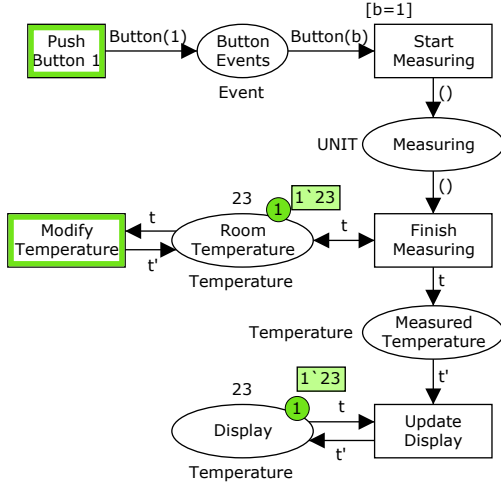 [b=1]
Push
Button 1
Button(1)
Button
Events
Button(b)
Start
Measuring
Event
()
UNIT
Measuring
()
23
1
1`23
Modify
Temperature
t
t'
Room
Temperature
t
Finish
Measuring
Temperature
t
Temperature
Measured
Temperature
1`23
t'
23
1
t
Display
t'
Update
Display
Temperature